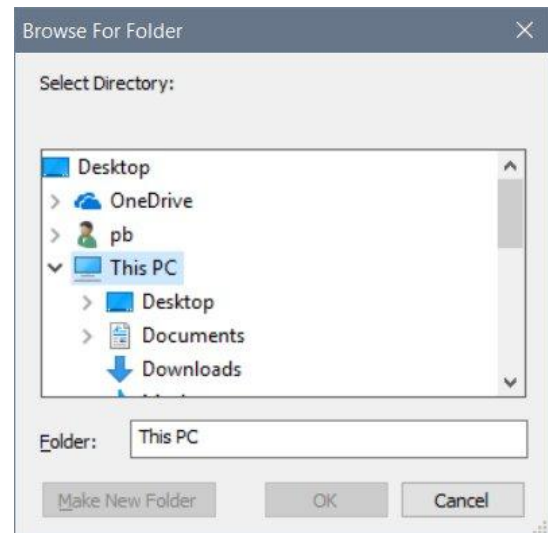 Browse For Folder
Select Directory:
Desktop
OneDrive
pb
This PC
Desktop
Documents
Downloads
Folder: This PC
Make New Folder OK Cancel